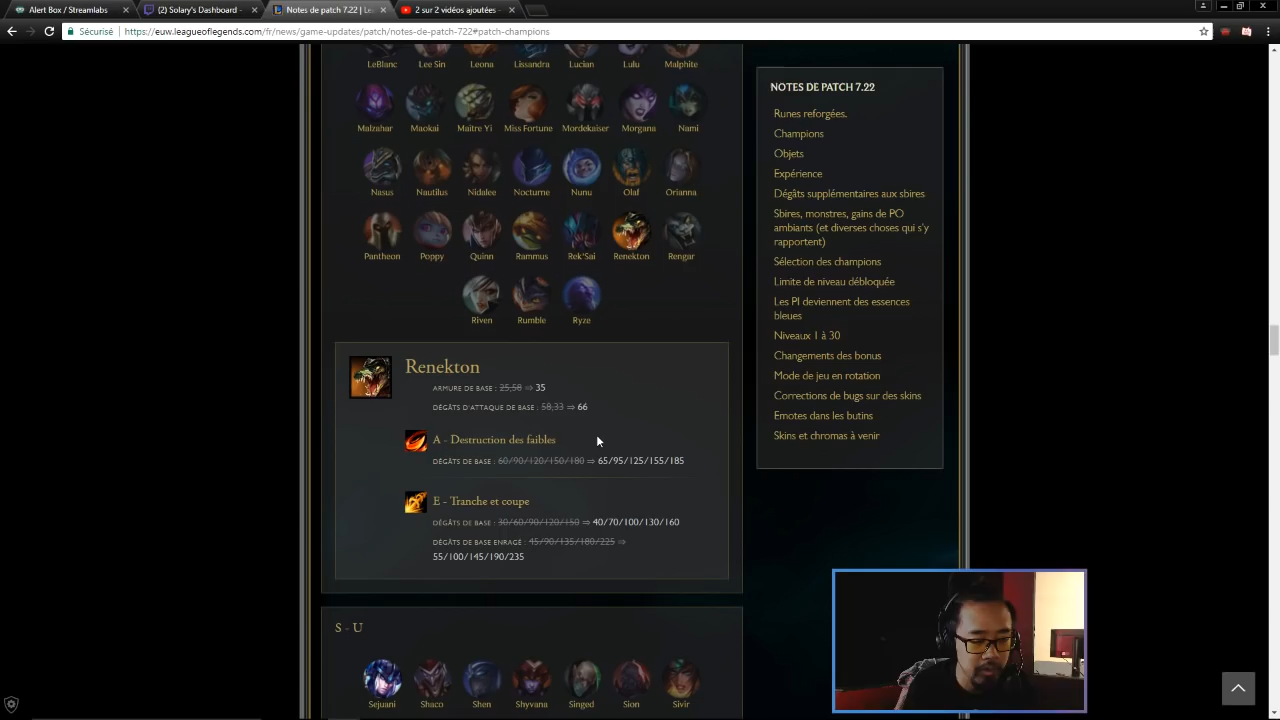 Alert Box / Streamlabs
(2) Solary's Dashboard -
Notes de patch 7.22 | Le
2 sur 2 vidéos ajoutées -
Sécurisé
https://euw.leagueoflegends.com/fr/news/game-updates/patch/notes-de-patch-722#patch-champions
LeBlanc Lee Sin Leona Lissandra Lucian Lulu Malphite
Malzahar Maokai Maître Yi Miss Fortune Mordekaiser Morgana Nami
Nasus Nautilus Nidalee Nocturne Nunu Olaf Orianna
Pantheon Poppy Quinn Rammus Rek'Sai Renekton Rengar
Riven Rumble Ryze
Renekton
ARMURE DE BASE : 25,58 ⇒ 35
DÉGÂTS D'ATTAQUE DE BASE : 58,33 ⇒ 66
A - Destruction des faibles
DÉGÂTS DE BASE : 60/90/120/150/180 ⇒ 65/95/125/155/185
E - Tranche et coupe
DÉGÂTS DE BASE : 30/60/90/120/150 ⇒ 40/70/100/130/160
DÉGÂTS DE BASE ENRAGÉ : 45/90/135/180/225 ⇒
55/100/145/190/235
S - U
Sejuani Shaco Shen Shyvana Singed Sion Sivir
NOTES DE PATCH 7.22
Runes reforgées.
Champions
Objets
Expérience
Dégâts supplémentaires aux sbires
Sbires, monstres, gains de PO
ambiants (et diverses choses qui s'y
rapportent)
Sélection des champions
Limite de niveau débloquée
Les PI deviennent des essences
bleues
Niveaux 1 à 30
Changements des bonus
Mode de jeu en rotation
Corrections de bugs sur des skins
Emotes dans les butins
Skins et chromas à venir